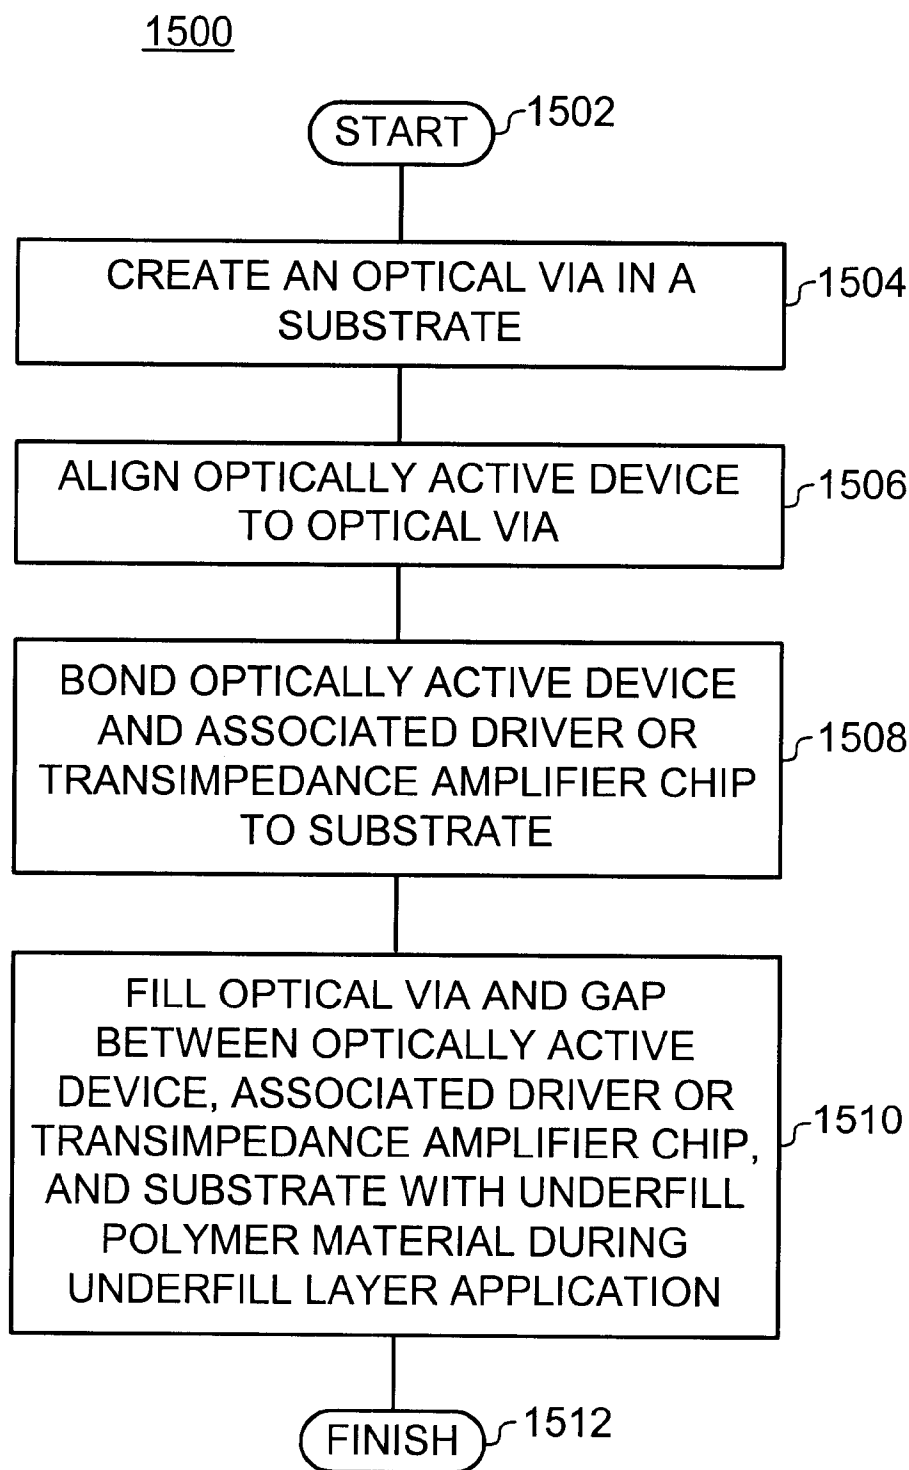 1500
START
1502
CREATE AN OPTICAL VIA IN A
SUBSTRATE
1504
ALIGN OPTICALLY ACTIVE DEVICE
TO OPTICAL VIA
1506
BOND OPTICALLY ACTIVE DEVICE
AND ASSOCIATED DRIVER OR
TRANSIMPEDANCE AMPLIFIER CHIP
TO SUBSTRATE
1508
FILL OPTICAL VIA AND GAP
BETWEEN OPTICALLY ACTIVE
DEVICE, ASSOCIATED DRIVER OR
TRANSIMPEDANCE AMPLIFIER CHIP,
AND SUBSTRATE WITH UNDERFILL
POLYMER MATERIAL DURING
UNDERFILL LAYER APPLICATION
1510
FINISH
1512